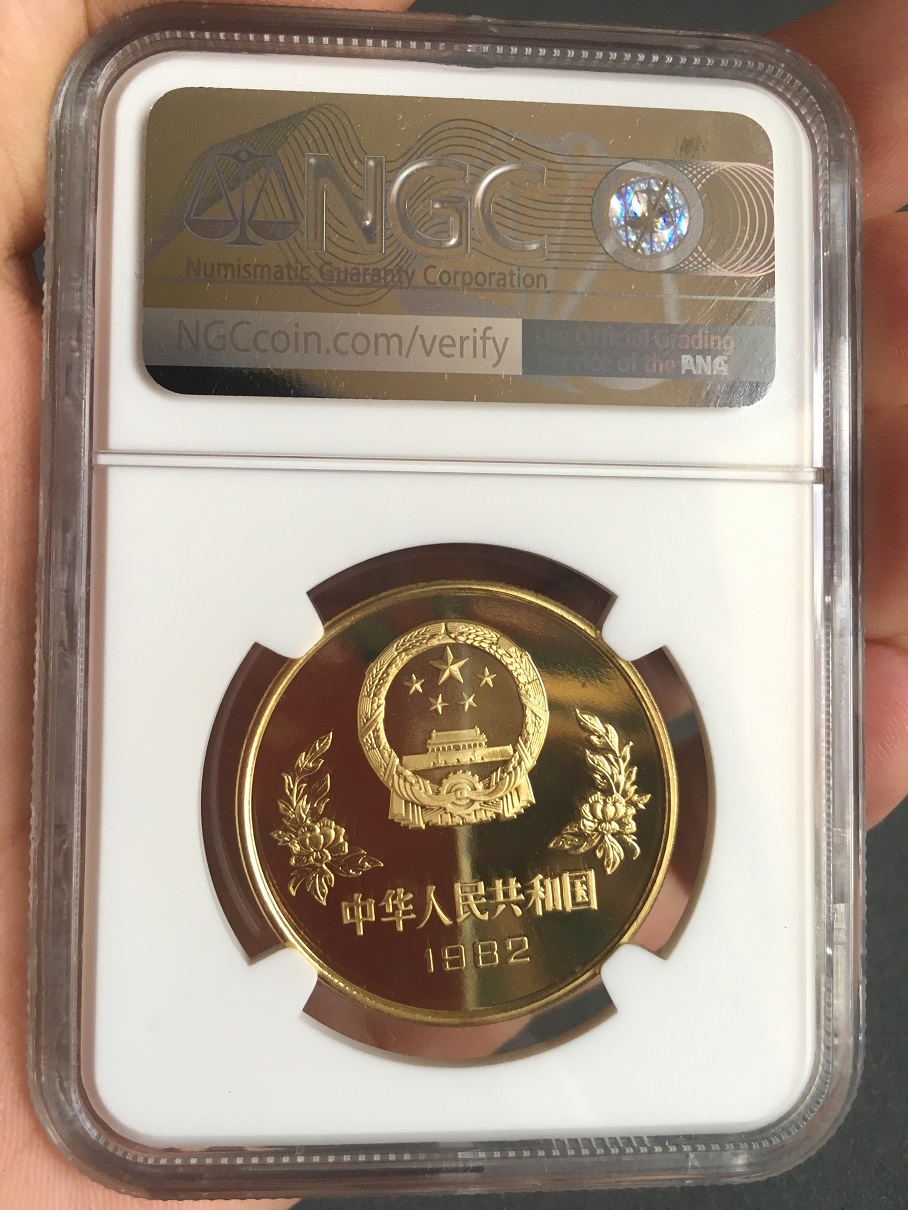 NGC
Numismatic Guaranty Corporation
NGCcoin.com/verify
Official Grading
Service of the ANA
中华人民共和国
1982